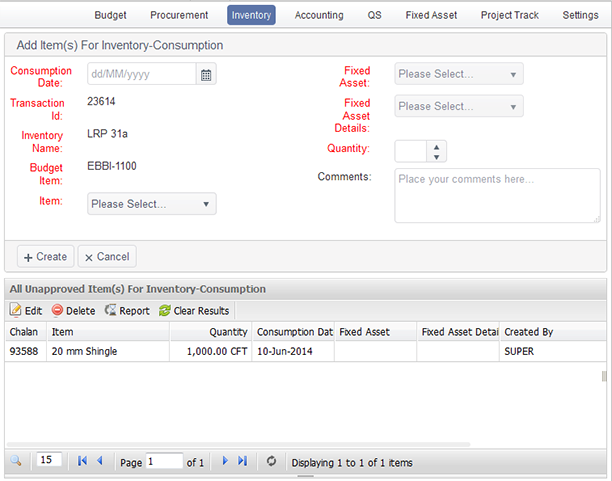 Budget Procurement Inventory Accounting QS Fixed Asset Project Track Settings
Add Item(s) For Inventory-Consumption
Consumption Date: dd/MM/yyyy
Transaction Id: 23614
Inventory Name: LRP 31a
Budget Item: EBBI-1100
Item: Please Select...
Fixed Asset: Please Select...
Fixed Asset Details: Please Select...
Quantity:
Comments: Place your comments here...
Create Cancel
All Unapproved Item(s) For Inventory-Consumption
Edit Delete Report Clear Results
Chalan Item Quantity Consumption Dat Fixed Asset Fixed Asset Detai Created By
93588 20 mm Shingle 1,000.00 CFT 10-Jun-2014 SUPER
15 Page 1 of 1 Displaying 1 to 1 of 1 items